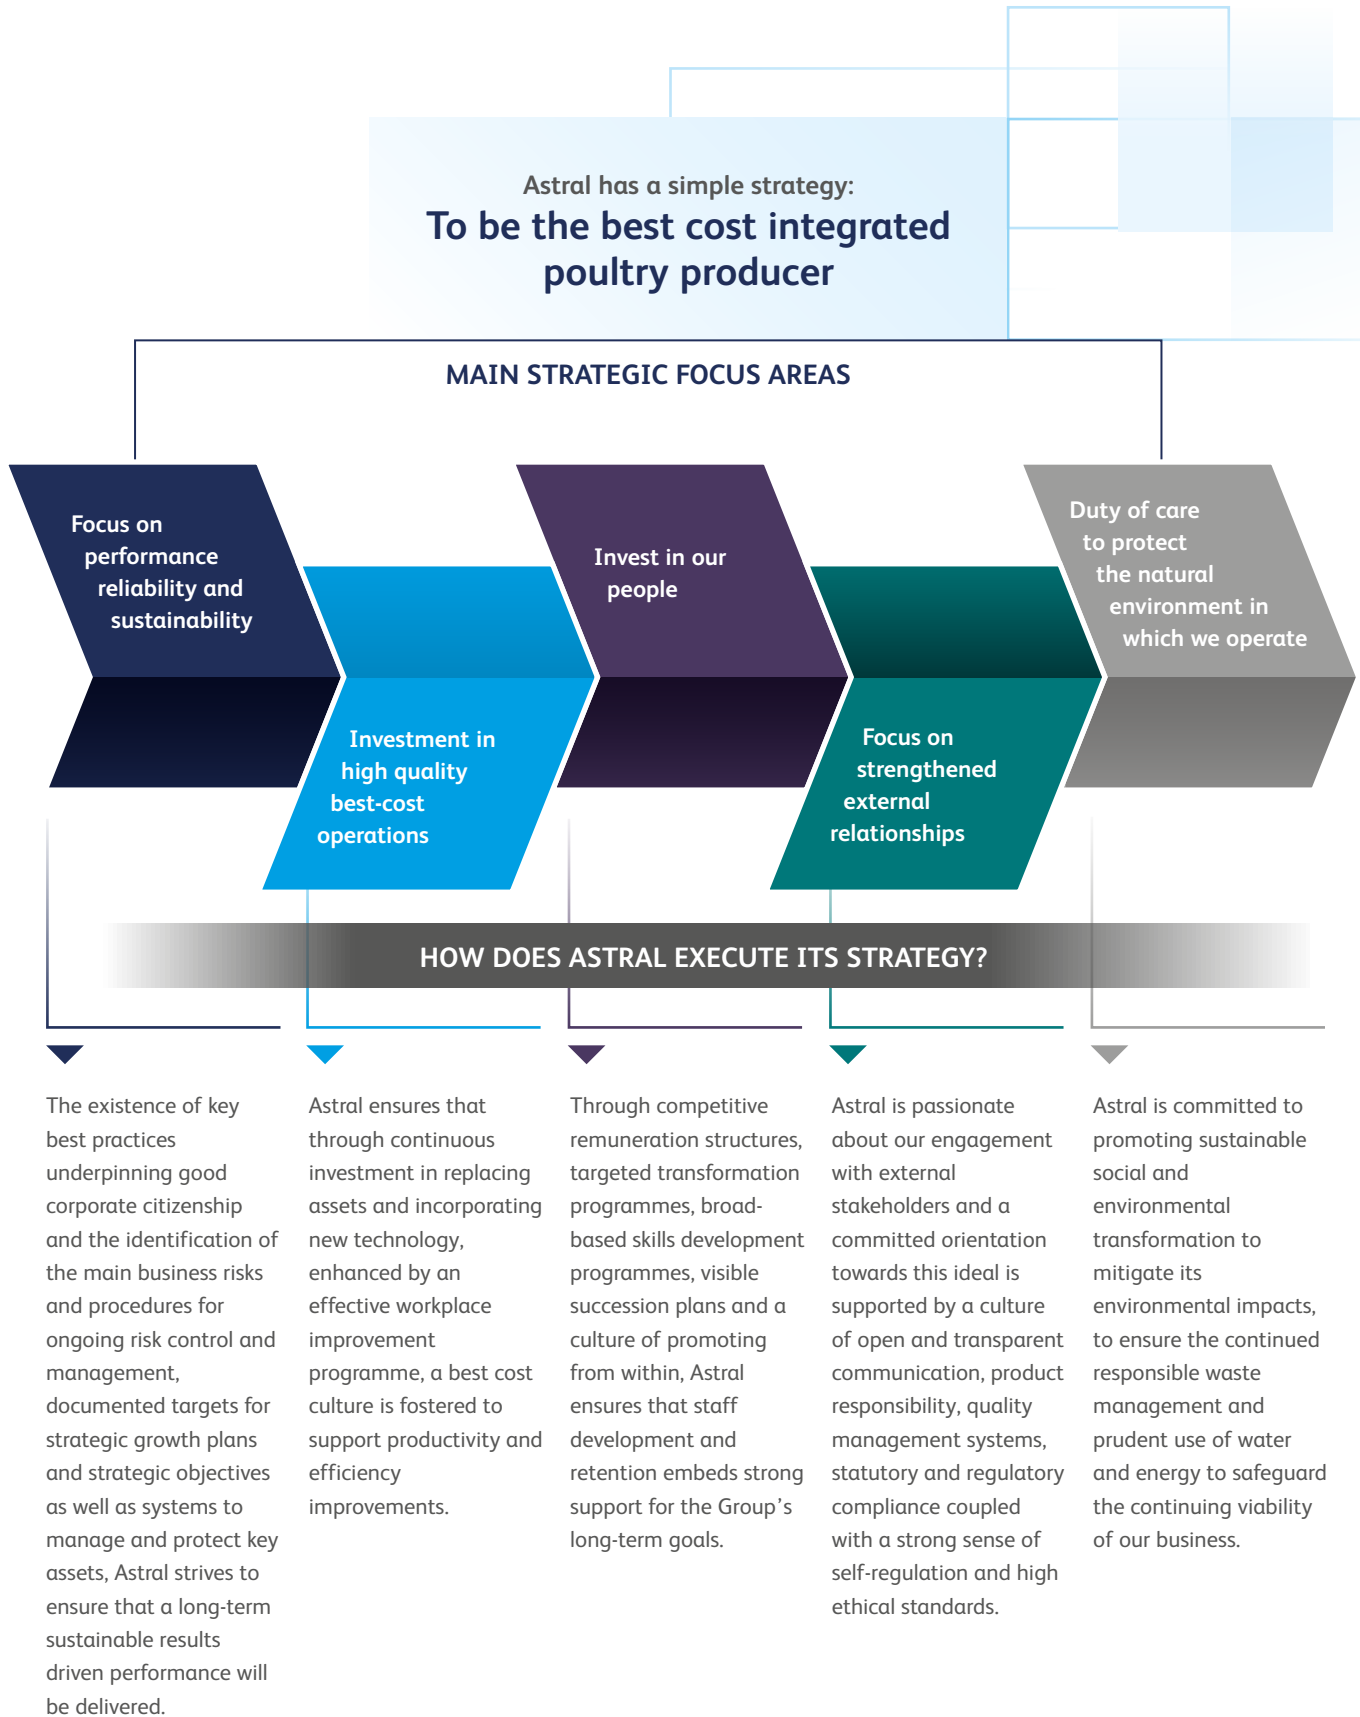 Astral has a simple strategy:
To be the best cost integrated
poultry producer
MAIN STRATEGIC FOCUS AREAS
Focus on
performance
reliability and
sustainability
Investment in
high quality
best-cost
operations
Invest in our
people
Focus on
strengthened
external
relationships
Duty of care
to protect
the natural
environment in
which we operate
HOW DOES ASTRAL EXECUTE ITS STRATEGY?
The existence of key
best practices
underpinning good
corporate citizenship
and the identification of
the main business risks
and procedures for
ongoing risk control and
management,
documented targets for
strategic growth plans
and strategic objectives
as well as systems to
manage and protect key
assets, Astral strives to
ensure that a long-term
sustainable results
driven performance will
be delivered.
Astral ensures that
through continuous
investment in replacing
assets and incorporating
new technology,
enhanced by an
effective workplace
improvement
programme, a best cost
culture is fostered to
support productivity and
efficiency
improvements.
Through competitive
remuneration structures,
targeted transformation
programmes, broad-
based skills development
programmes, visible
succession plans and a
culture of promoting
from within, Astral
ensures that staff
development and
retention embeds strong
support for the Group’s
long-term goals.
Astral is passionate
about our engagement
with external
stakeholders and a
committed orientation
towards this ideal is
supported by a culture
of open and transparent
communication, product
responsibility, quality
management systems,
statutory and regulatory
compliance coupled
with a strong sense of
self-regulation and high
ethical standards.
Astral is committed to
promoting sustainable
social and
environmental
transformation to
mitigate its
environmental impacts,
to ensure the continued
responsible waste
management and
prudent use of water
and energy to safeguard
the continuing viability
of our business.